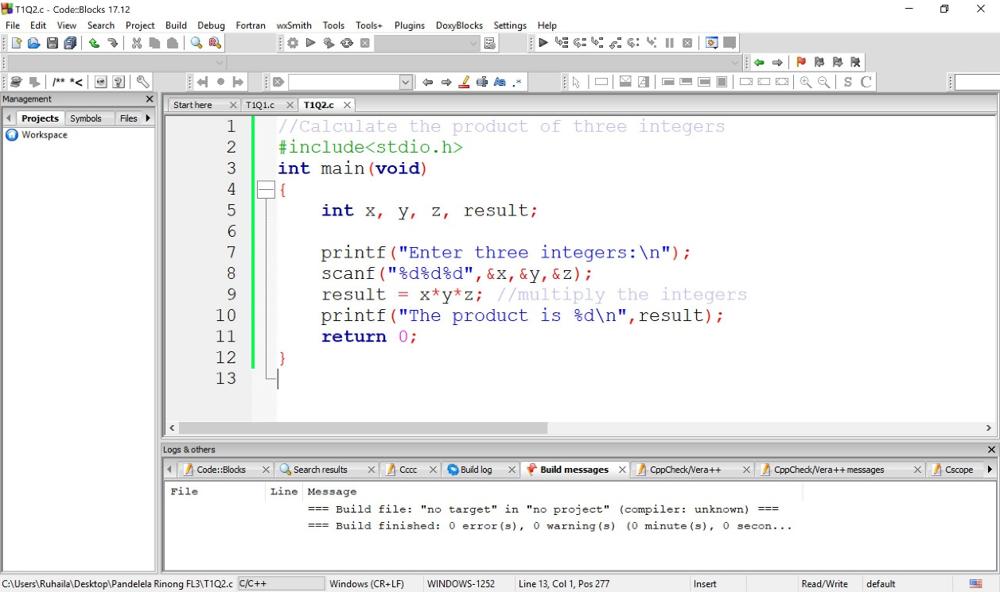 T1Q2.c - Code::Blocks 17.12
File Edit View Search Project Build Debug Fortran wxSmith Tools Tools+ Plugins DoxyBlocks Settings Help
/** *<
S C
Management
Projects Symbols Files
Workspace
Start here T1Q1.c T1Q2.c
1 //Calculate the product of three integers
2 #include<stdio.h>
3 int main(void)
4 {
5 int x, y, z, result;
6
7 printf("Enter three integers:\n");
8 scanf("%d%d%d",&x,&y,&z);
9 result = x*y*z; //multiply the integers
10 printf("The product is %d\n",result);
11 return 0;
12 }
13
Logs & others
Code::Blocks Search results Cccc Build log Build messages CppCheck/Vera++ CppCheck/Vera++ messages Cscope
File Line Message
=== Build file: "no target" in "no project" (compiler: unknown) ===
=== Build finished: 0 error(s), 0 warning(s) (0 minute(s), 0 secon...
C:\Users\Ruhaila\Desktop\Pandelela Rinong FL3\T1Q2.c C/C++ Windows (CR+LF) WINDOWS-1252 Line 13, Col 1, Pos 277 Insert Read/Write default